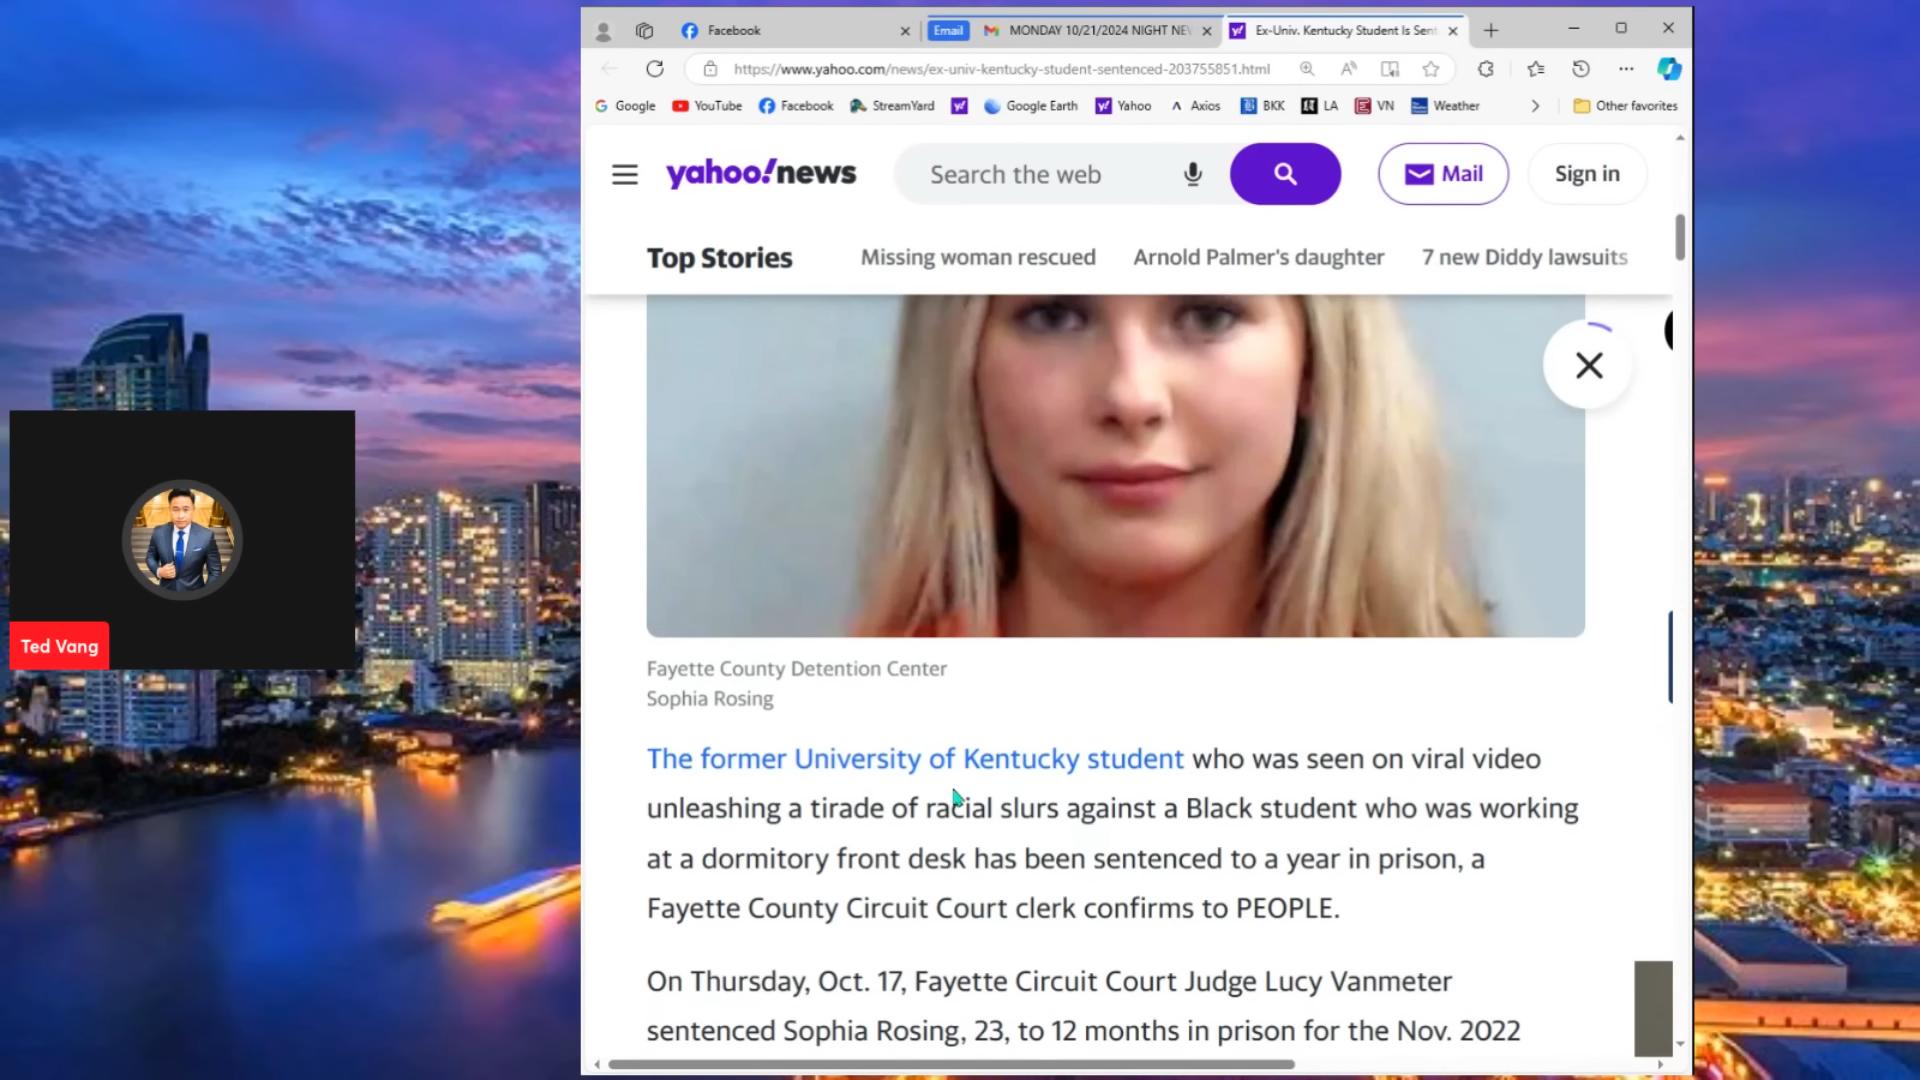 Facebook
Email
MONDAY 10/21/2024 NIGHT NE
Ex-Univ. Kentucky Student Is Sent
https://www.yahoo.com/news/ex-univ-kentucky-student-sentenced-203755851.html
Google
YouTube
Facebook
StreamYard
Google Earth
Yahoo
Axios
BKK
LA
VN
Weather
Other favorites
yahoo!news
Search the web
Mail
Sign in
Top Stories
Missing woman rescued
Arnold Palmer's daughter
7 new Diddy lawsuits
Ted Vang
Fayette County Detention Center
Sophia Rosing
The former University of Kentucky student who was seen on viral video
unleashing a tirade of racial slurs against a Black student who was working
at a dormitory front desk has been sentenced to a year in prison, a
Fayette County Circuit Court clerk confirms to PEOPLE.
On Thursday, Oct. 17, Fayette Circuit Court Judge Lucy Vanmeter
sentenced Sophia Rosing, 23, to 12 months in prison for the Nov. 2022